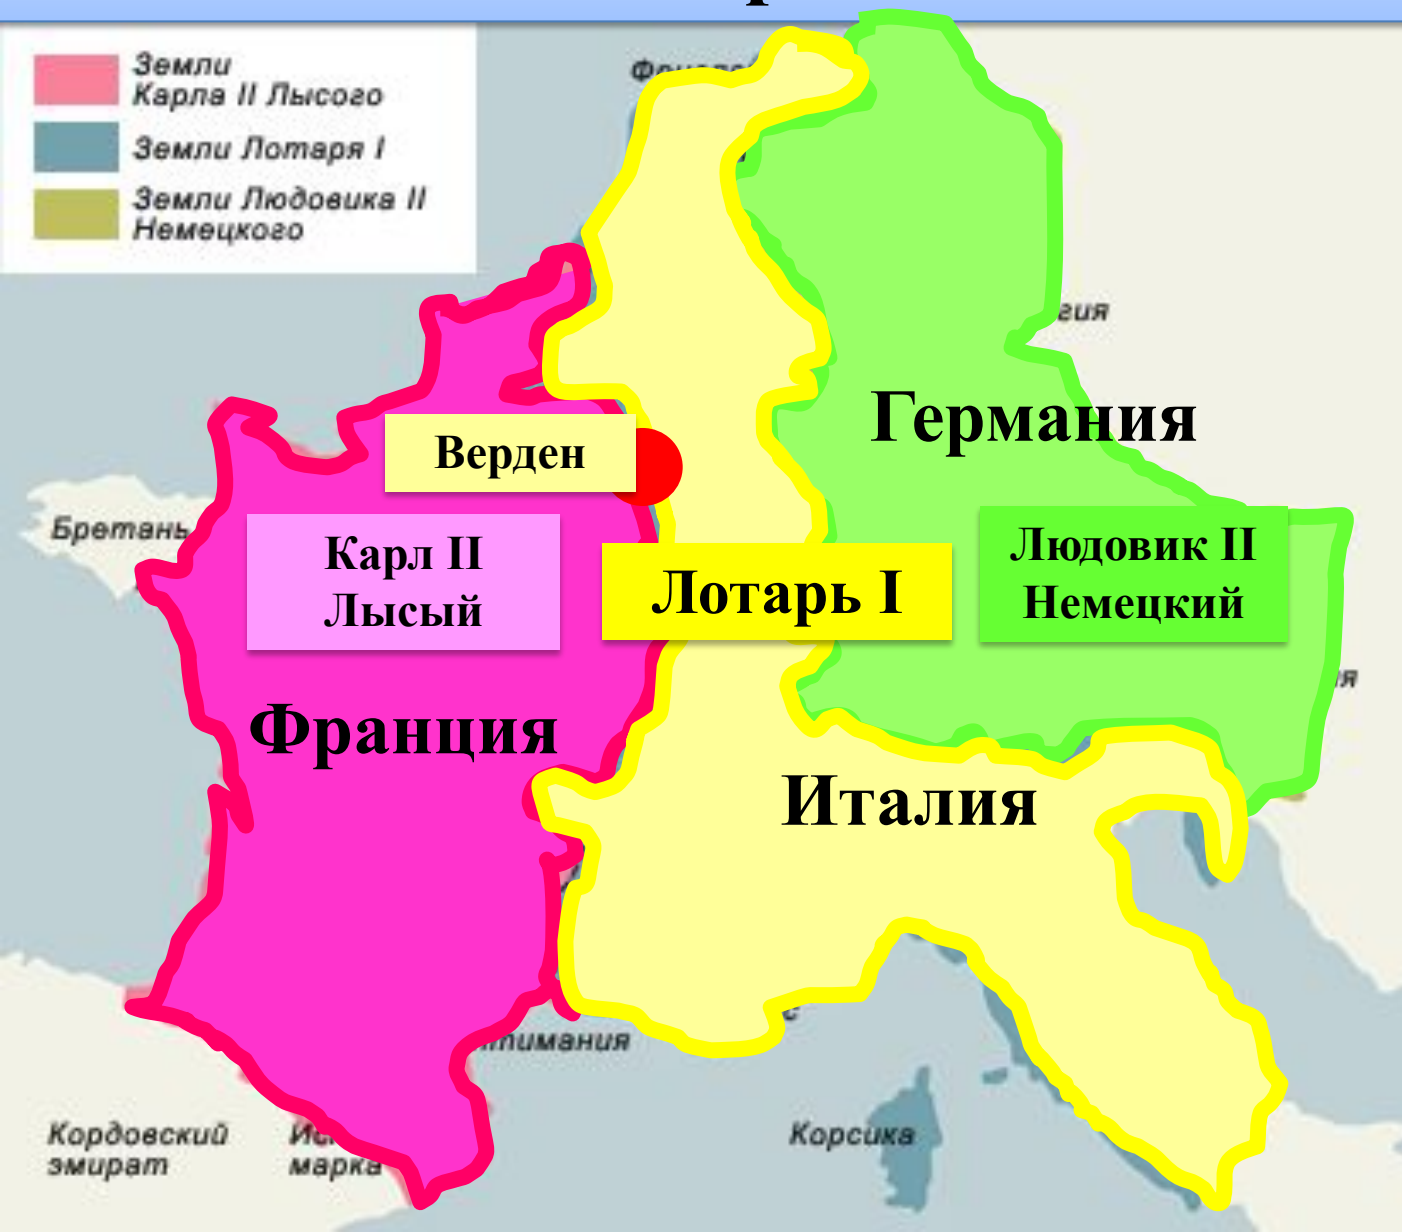 Земли
Карла II Лысого
Земли Лотаря I
Земли Людовика II
Немецкого
Германия
Верден
Бретань
Карл II
Лысый
Лотарь I
Людовик II
Немецкий
Франция
Италия
Кордовский
эмират
марка
Корсика